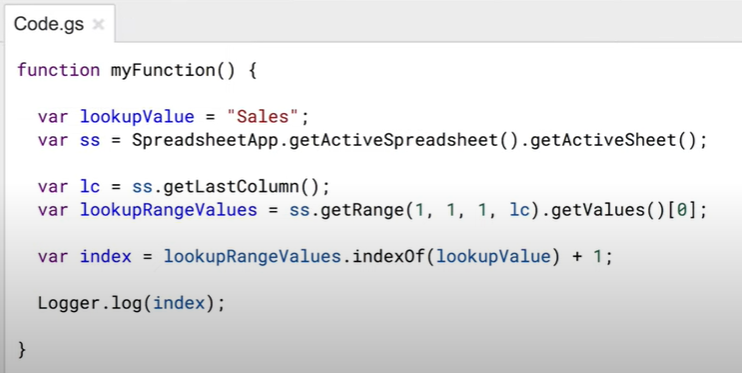 Code.gs ×
function myFunction() {
var lookupValue = "Sales";
var ss = SpreadsheetApp.getActiveSpreadsheet().getActiveSheet();
var lc = ss.getLastColumn();
var lookupRangeValues = ss.getRange(1, 1, 1, lc).getValues()[0];
var index = lookupRangeValues.indexOf(lookupValue) + 1;
Logger.log(index);
}